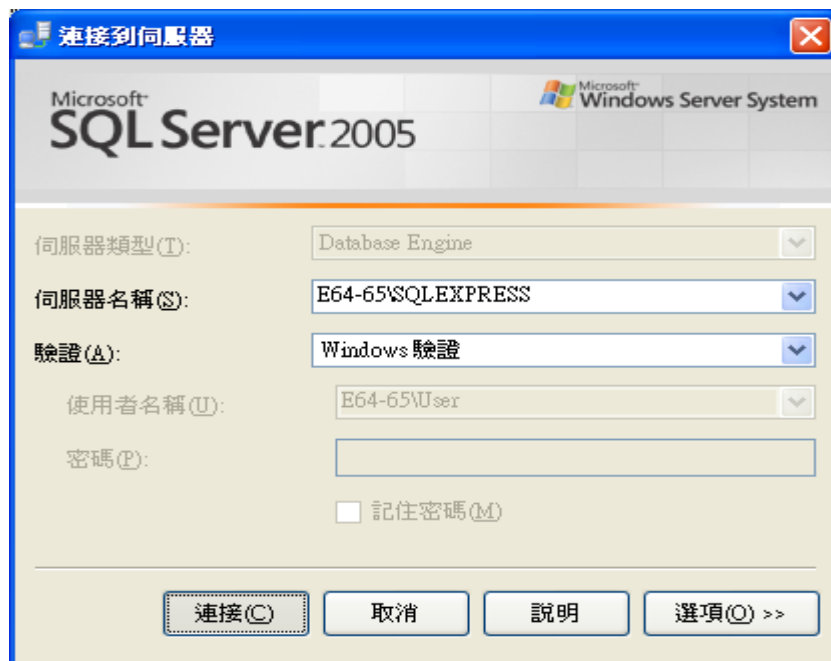 連接到伺服器
Microsoft
SQL Server 2005
Microsoft
Windows Server System
伺服器類型(T):
Database Engine
伺服器名稱(S):
E64-65\SQLEXPRESS
驗證(A):
Windows 驗證
使用者名稱(U):
E64-65\User
密碼(P):
記住密碼(M)
連接(C)
取消
說明
選項(O) >>